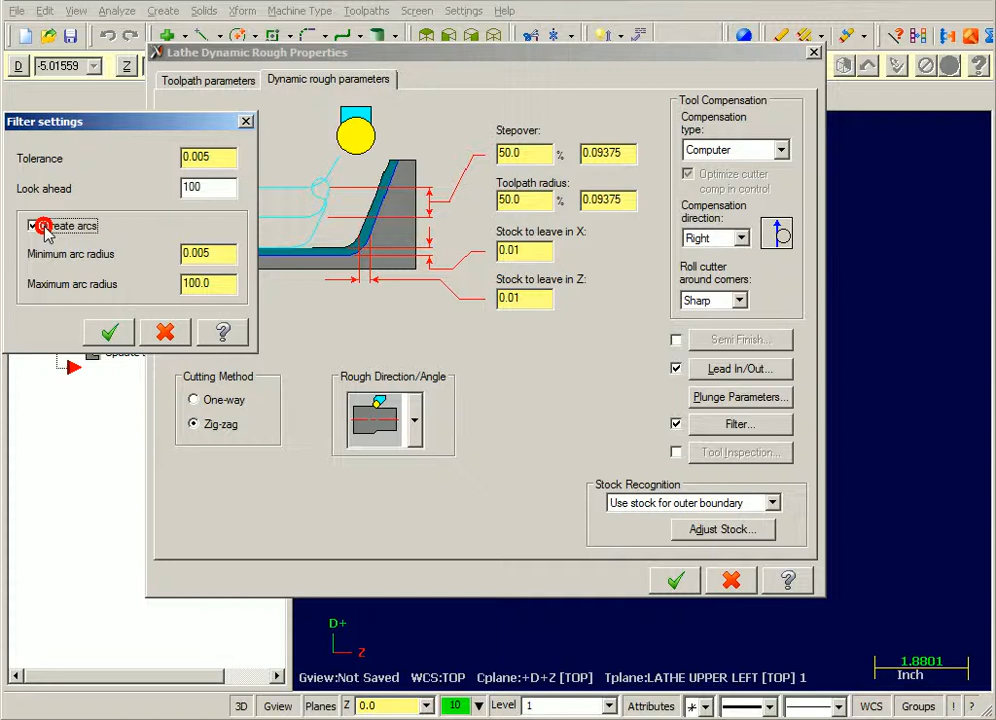 File Edit View Analyze Create Solids Xform Machine Type Toolpaths Screen Settings Help
D -5.01559 Z
Lathe Dynamic Rough Properties
Toolpath parameters Dynamic rough parameters
Filter settings
Tolerance 0.005
Look ahead 100
Create arcs
Minimum arc radius 0.005
Maximum arc radius 100.0
Stepover:
50.0 % 0.09375
Toolpath radius:
50.0 % 0.09375
Stock to leave in X:
0.01
Stock to leave in Z:
0.01
Tool Compensation
Compensation
type:
Computer
Optimize cutter
comp in control
Compensation
direction:
Right
Roll cutter
around corners:
Sharp
Semi Finish...
Lead In/Out...
Plunge Parameters...
Filter...
Tool Inspection...
Cutting Method
One-way
Zig-zag
Rough Direction/Angle
Stock Recognition
Use stock for outer boundary
Adjust Stock...
D+
Z
1.8801
Inch
Gview:Not Saved WCS:TOP Cplane:+D+Z [TOP] Tplane:LATHE UPPER LEFT [TOP] 1
3D Gview Planes Z 0.0 10 Level 1 Attributes WCS Groups ! ?